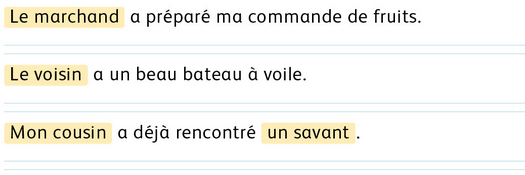 Le marchand a préparé ma commande de fruits.
Le voisin a un beau bateau à voile.
Mon cousin a déjà rencontré un savant.